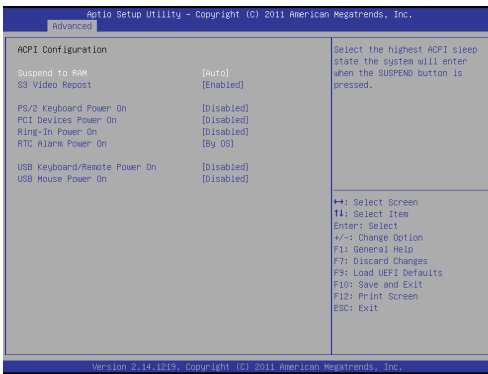 Aptio Setup Utility – Copyright (C) 2011 American Megatrends, Inc.
Advanced
ACPI Configuration
Suspend to RAM [Auto]
S3 Video Repost [Enabled]
PS/2 Keyboard Power On [Disabled]
PCI Devices Power On [Disabled]
Ring-In Power On [Disabled]
RTC Alarm Power On [By OS]
USB Keyboard/Remote Power On [Disabled]
USB Mouse Power On [Disabled]
Select the highest ACPI sleep
state the system will enter
when the SUSPEND button is
pressed.
↔: Select Screen
↑↓: Select Item
Enter: Select
+/-: Change Option
F1: General Help
F7: Discard Changes
F9: Load UEFI Defaults
F10: Save and Exit
F12: Print Screen
ESC: Exit
Version 2.14.1219. Copyright (C) 2011 American Megatrends, Inc.